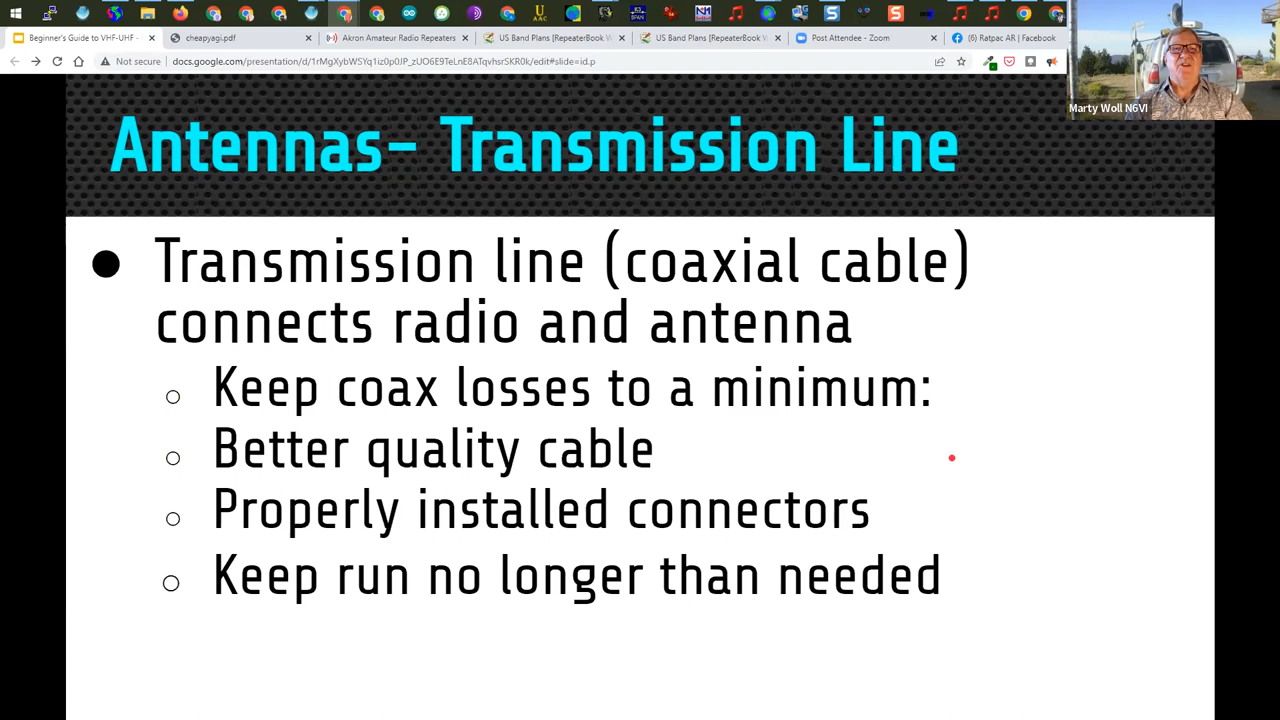 Beginner's Guide to VHF-UHF -
cheapyagi.pdf
Akron Amateur Radio Repeaters
US Band Plans [RepeaterBook W
US Band Plans [RepeaterBook W
Post Attendee - Zoom
(6) Ratpac AR | Facebook
Not secure
Marty Woll N6VI
Antennas- Transmission Line
● Transmission line (coaxial cable)
connects radio and antenna
○ Keep coax losses to a minimum:
○ Better quality cable
○ Properly installed connectors
○ Keep run no longer than needed